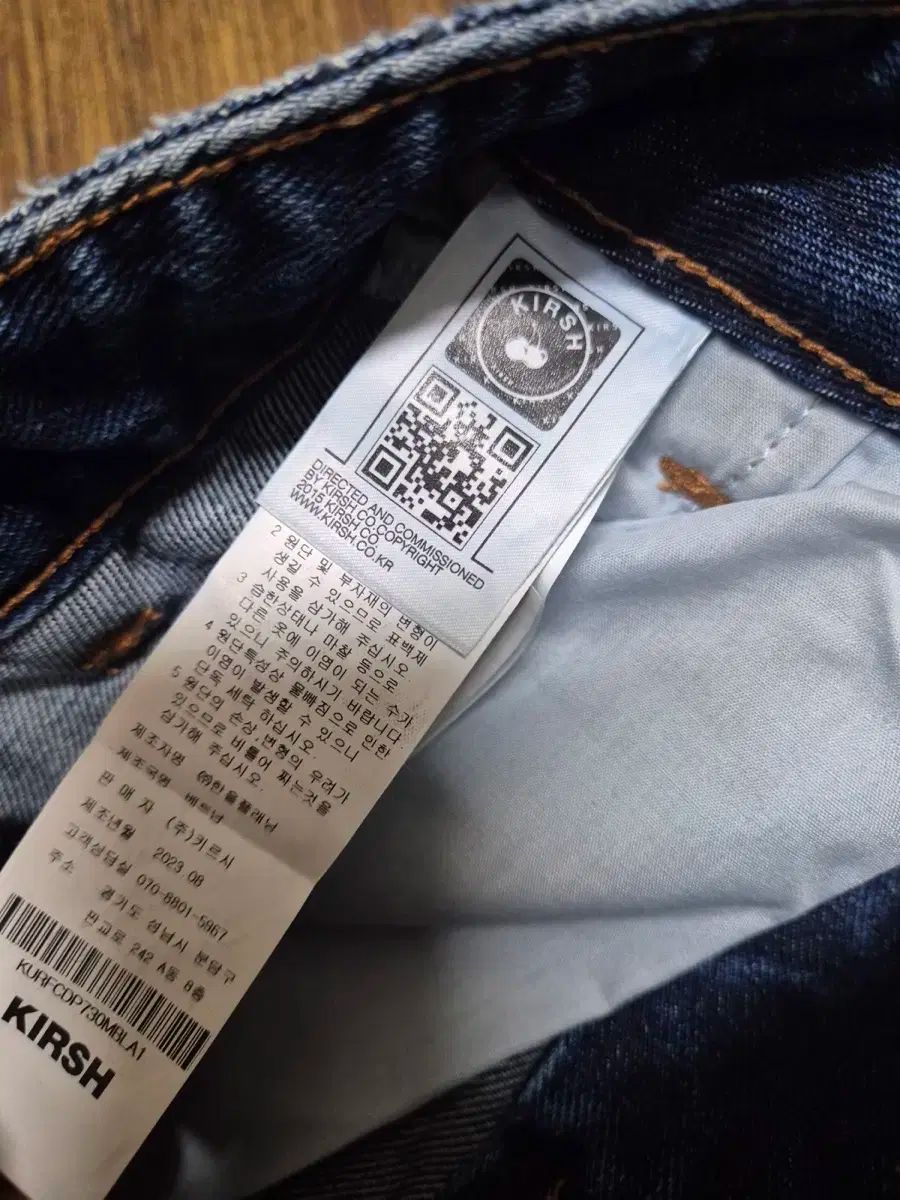 KIRSH
DIRECTED AND COMMISSIONED
BY KIRSH CO.COPYRIGHT
2015 KIRSH CO.
WWW.KIRSH.CO.KR
2 원단 및 부자재의 변형이
생길 수 있으므로 표백제
사용을 삼가해 주십시오
3 습한상태나 마찰 등으로
다른 옷에 이염이 되는 수가
있으니 주의하시기 바랍니다.
4 원단특성상 물빠짐으로 인한
이염이 발생할 수 있으니
단독 세탁 하십시오.
5 원단의 손상,변형의 우려가
있으므로 비틀어 짜는것을
삼가해 주십시오.
제조자명 ㈜한울플래닝
제조국명 베트남
판 매 자 (주)키르시
제조년월 2023.08
고객상담실 070-8801-5967
주소 경기도 성남시 분당구
판교로 242 A동 8층
KURFCDP730MBLA1
KIRSH